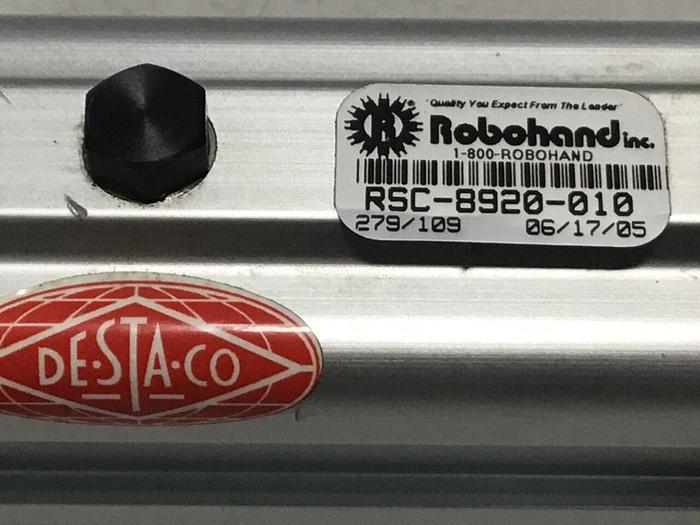 "Quality You Expect From The Leader"
R ® Robohand inc.
1-800-ROBOHAND
RSC-8920-010
279/109 06/17/05
DE·STA·CO